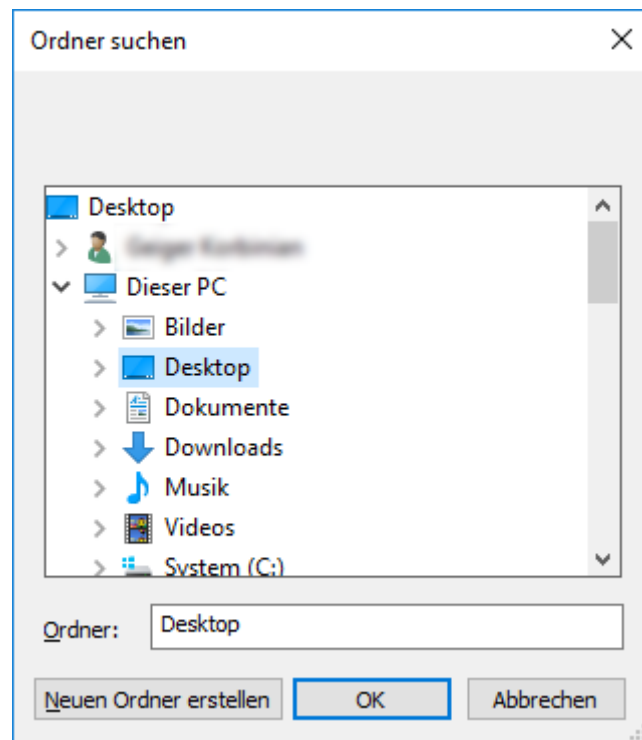 Ordner suchen
Desktop
Dieser PC
Bilder
Desktop
Dokumente
Downloads
Musik
Videos
System (C:)
Ordner: Desktop
Neuen Ordner erstellen OK Abbrechen